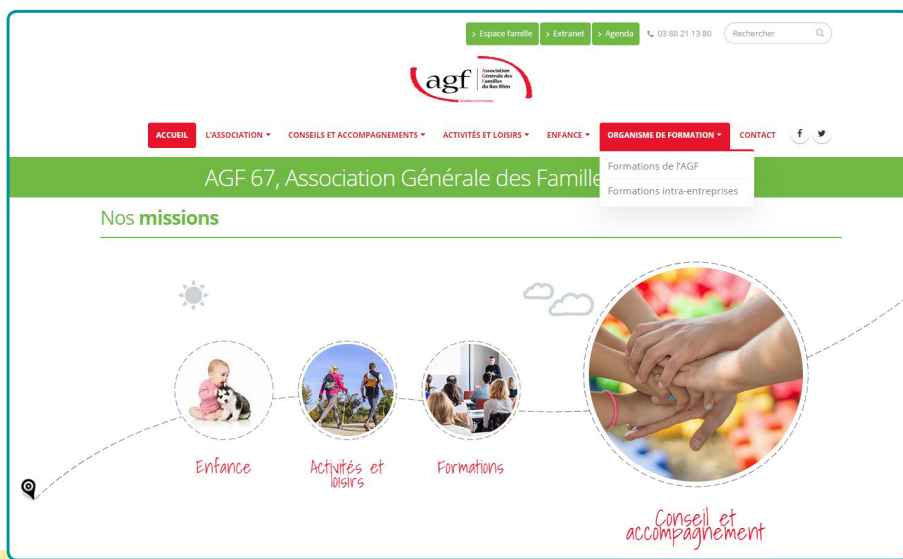 › Espace famille › Extranet › Agenda 03 88 21 13 80 Rechercher
agf Association
Générale des
Familles
du Bas-Rhin
ACCUEIL L'ASSOCIATION CONSEILS ET ACCOMPAGNEMENTS ACTIVITÉS ET LOISIRS ENFANCE ORGANISME DE FORMATION CONTACT
Formations de l'AGF
Formations intra-entreprises
AGF 67, Association Générale des Famille
Nos missions
Enfance
Activités et
loisirs
Formations
Conseil et
accompagnement